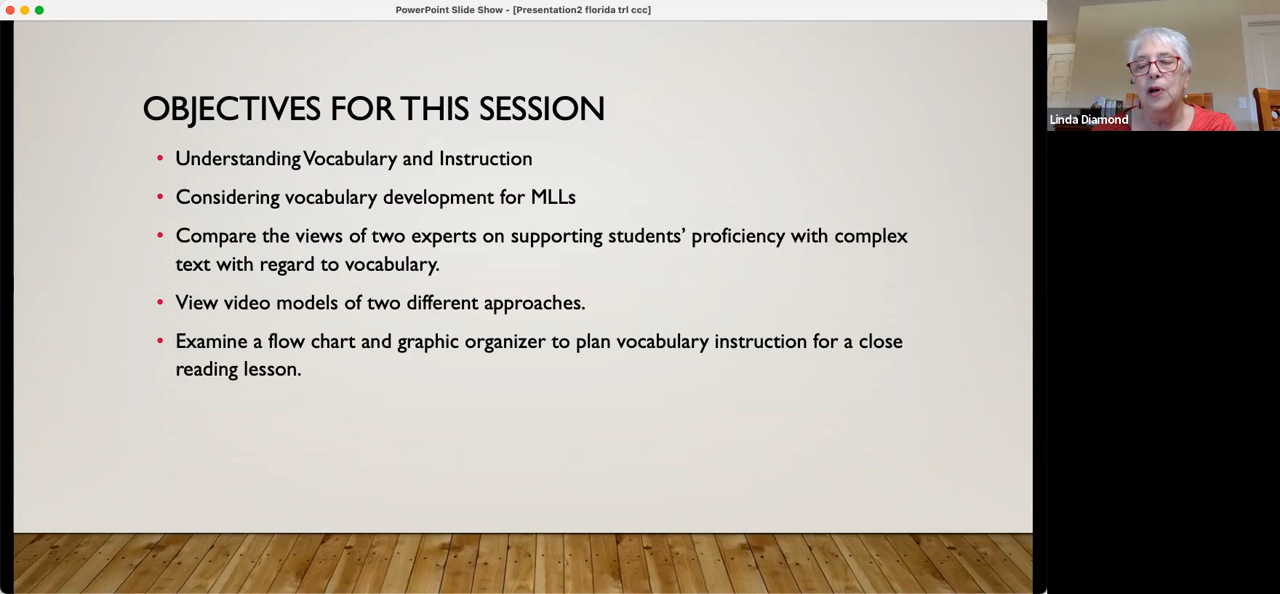 PowerPoint Slide Show - [Presentation2 florida trl ccc]
OBJECTIVES FOR THIS SESSION
• Understanding Vocabulary and Instruction
• Considering vocabulary development for MLLs
• Compare the views of two experts on supporting students’ proficiency with complex
text with regard to vocabulary.
• View video models of two different approaches.
• Examine a flow chart and graphic organizer to plan vocabulary instruction for a close
reading lesson.
Linda Diamond